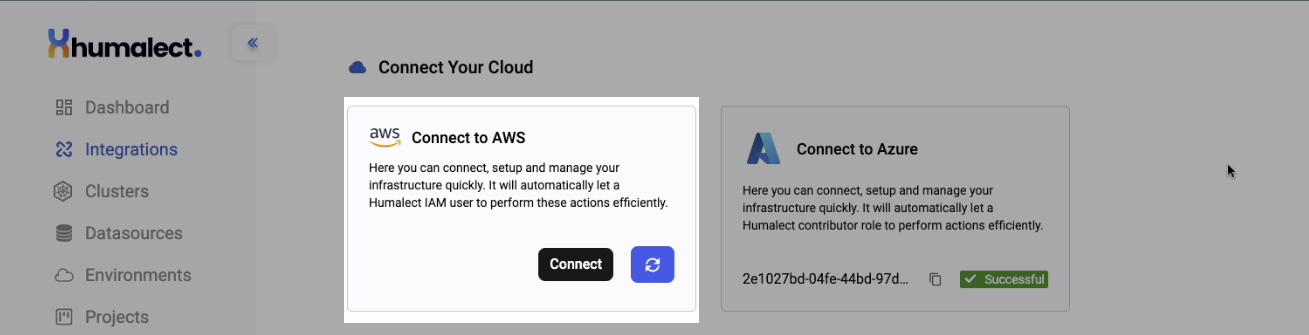 humalect.
Dashboard
Integrations
Clusters
Datasources
Environments
Projects
Connect Your Cloud
aws Connect to AWS
Here you can connect, setup and manage your
infrastructure quickly. It will automatically let a
Humalect IAM user to perform these actions efficiently.
Connect
Connect to Azure
Here you can connect, setup and manage your
infrastructure quickly. It will automatically let a
Humalect contributor role to perform actions efficiently.
2e1027bd-04fe-44bd-97d...
Successful